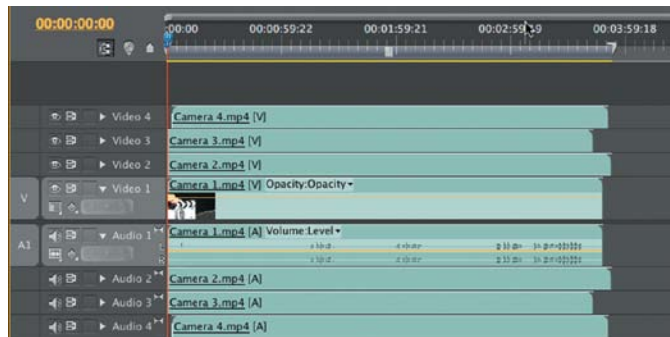 00:00:00:00
:00:00 00:00:59:22 00:01:59:21 00:02:59:19 00:03:59:18
Video 4 Camera 4.mp4 [V]
Video 3 Camera 3.mp4 [V]
Video 2 Camera 2.mp4 [V]
V Video 1 Camera 1.mp4 [V] Opacity:Opacity
A1 Audio 1 Camera 1.mp4 [A] Volume:Level
L
R
Audio 2 Camera 2.mp4 [A]
Audio 3 Camera 3.mp4 [A]
Audio 4 Camera 4.mp4 [A]